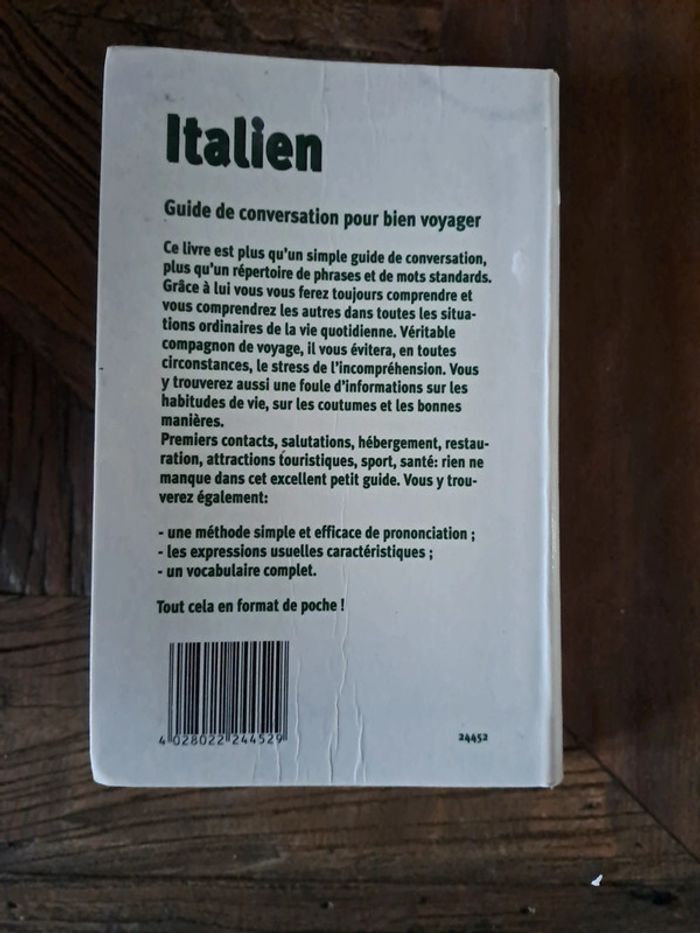 Italien
Guide de conversation pour bien voyager
Ce livre est plus qu'un simple guide de conversation,
plus qu'un répertoire de phrases et de mots standards.
Grâce à lui vous vous ferez toujours comprendre et
vous comprendrez les autres dans toutes les situa-
tions ordinaires de la vie quotidienne. Véritable
compagnon de voyage, il vous évitera, en toutes
circonstances, le stress de l'incompréhension. Vous
y trouverez aussi une foule d'informations sur les
habitudes de vie, sur les coutumes et les bonnes
manières.
Premiers contacts, salutations, hébergement, restau-
ration, attractions touristiques, sport, santé: rien ne
manque dans cet excellent petit guide. Vous y trou-
verez également:
- une méthode simple et efficace de prononciation ;
- les expressions usuelles caractéristiques ;
- un vocabulaire complet.
Tout cela en format de poche !
4 028022 244529
24452